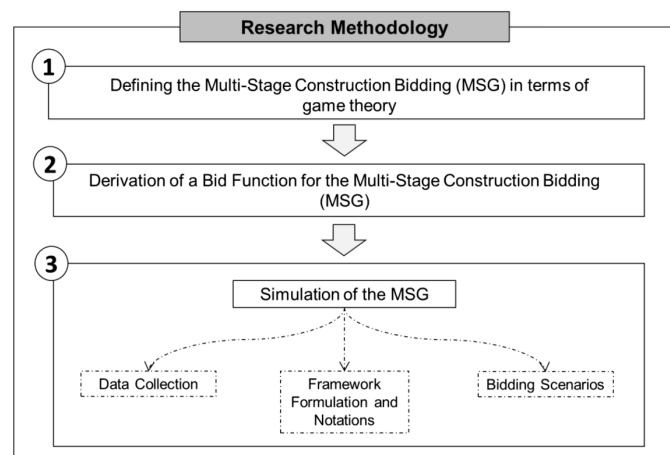 Research Methodology
1
Defining the Multi-Stage Construction Bidding (MSG) in terms of
game theory
2
Derivation of a Bid Function for the Multi-Stage Construction Bidding
(MSG)
3
Simulation of the MSG
Data Collection
Framework
Formulation and
Notations
Bidding Scenarios